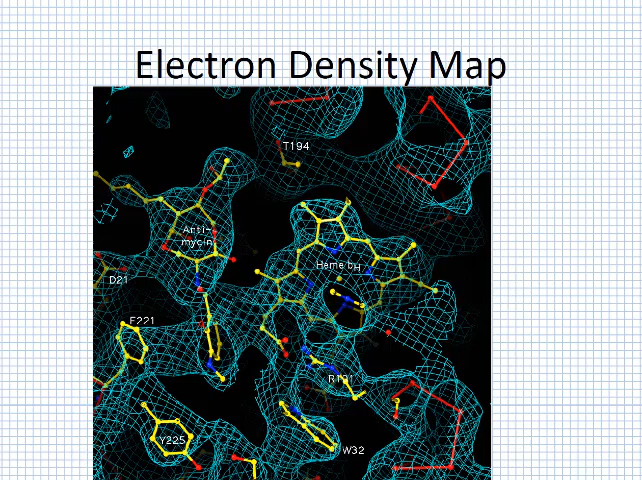 Electron Density Map
T194
Anti-
mycin
Heme bH
D21
F221
R101
Y225
W32